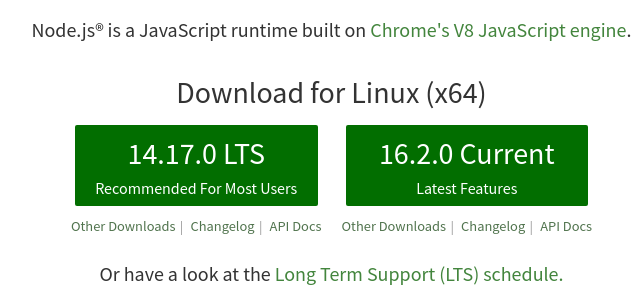 Node.js® is a JavaScript runtime built on Chrome's V8 JavaScript engine.
Download for Linux (x64)
14.17.0 LTS
Recommended For Most Users
16.2.0 Current
Latest Features
Other Downloads | Changelog | API Docs
Other Downloads | Changelog | API Docs
Or have a look at the Long Term Support (LTS) schedule.